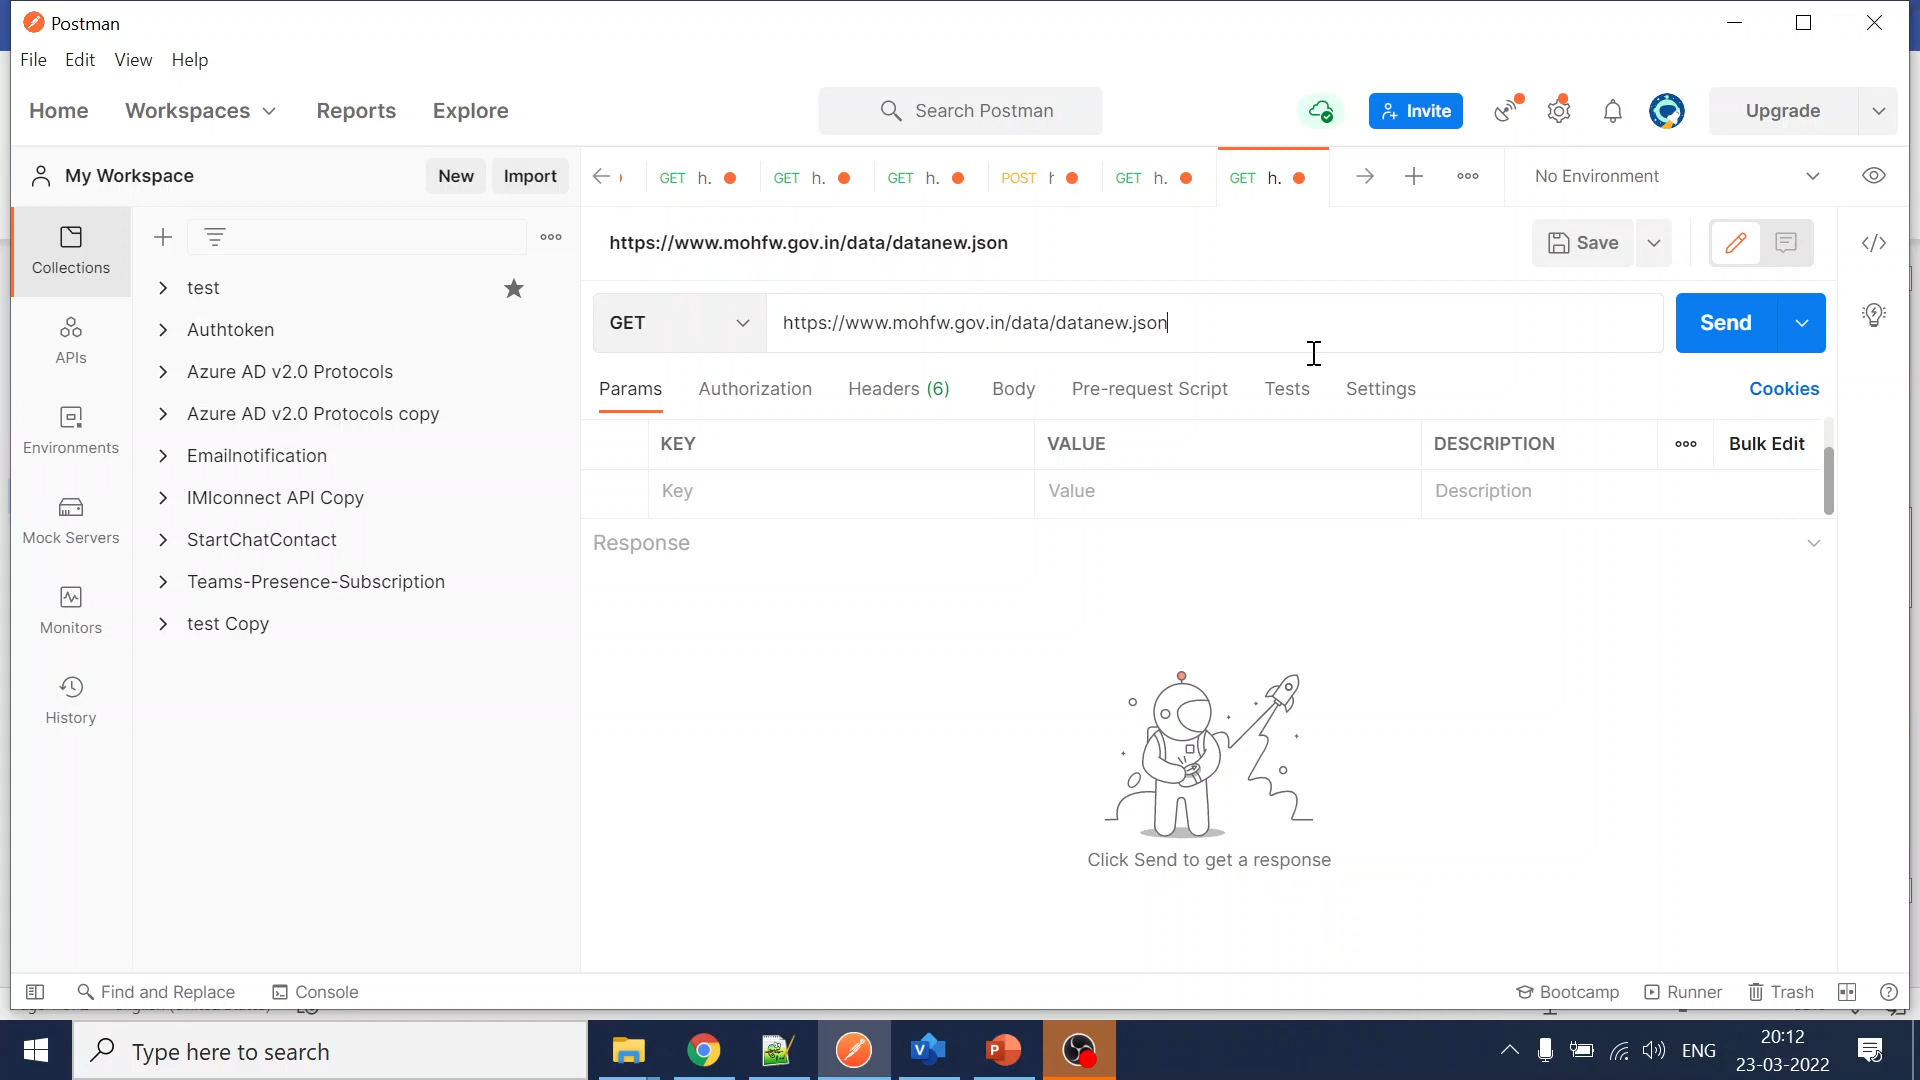 Postman
File Edit View Help
Home Workspaces Reports Explore Search Postman Invite Upgrade
My Workspace New Import GET h. GET h. GET h. POST h GET h. GET h. No Environment
https://www.mohfw.gov.in/data/datanew.json Save
Collections
test
GET https://www.mohfw.gov.in/data/datanew.json Send
Authtoken
APIs
Azure AD v2.0 Protocols
Params Authorization Headers (6) Body Pre-request Script Tests Settings Cookies
Azure AD v2.0 Protocols copy
Environments
KEY VALUE DESCRIPTION Bulk Edit
Emailnotification
Key Value Description
IMIconnect API Copy
Mock Servers
StartChatContact
Response
Teams-Presence-Subscription
Monitors
test Copy
History
Click Send to get a response
Find and Replace Console Bootcamp Runner Trash
Type here to search ENG 20:12
23-03-2022